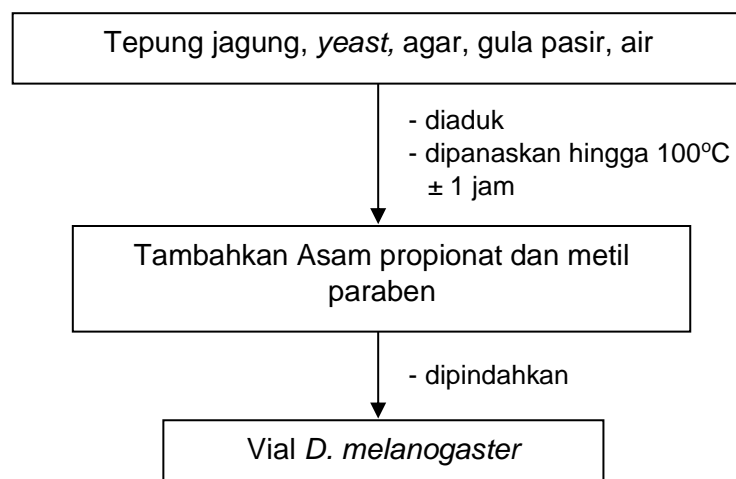 Tepung jagung, yeast, agar, gula pasir, air
- diaduk
- dipanaskan hingga 100°C
± 1 jam
Tambahkan Asam propionat dan metil
paraben
- dipindahkan
Vial D. melanogaster